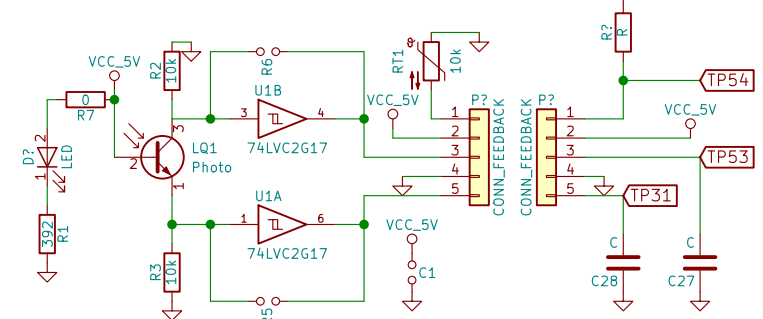 R?
R
TP54
RT1
10k
VCC_5V
R2
10k
R6
U1B
3
4
74LVC2G17
VCC_5V
0
R7
D?
LED
2
1
392
R1
3
2
1
LQ1
Photo
R3
10k
U1A
1
6
74LVC2G17
R5
P?
CONN_FEEDBACK
1
2
3
4
5
P?
CONN_FEEDBACK
1
2
3
4
5
VCC_5V
TP53
TP31
VCC_5V
C1
C
C28
C
C27